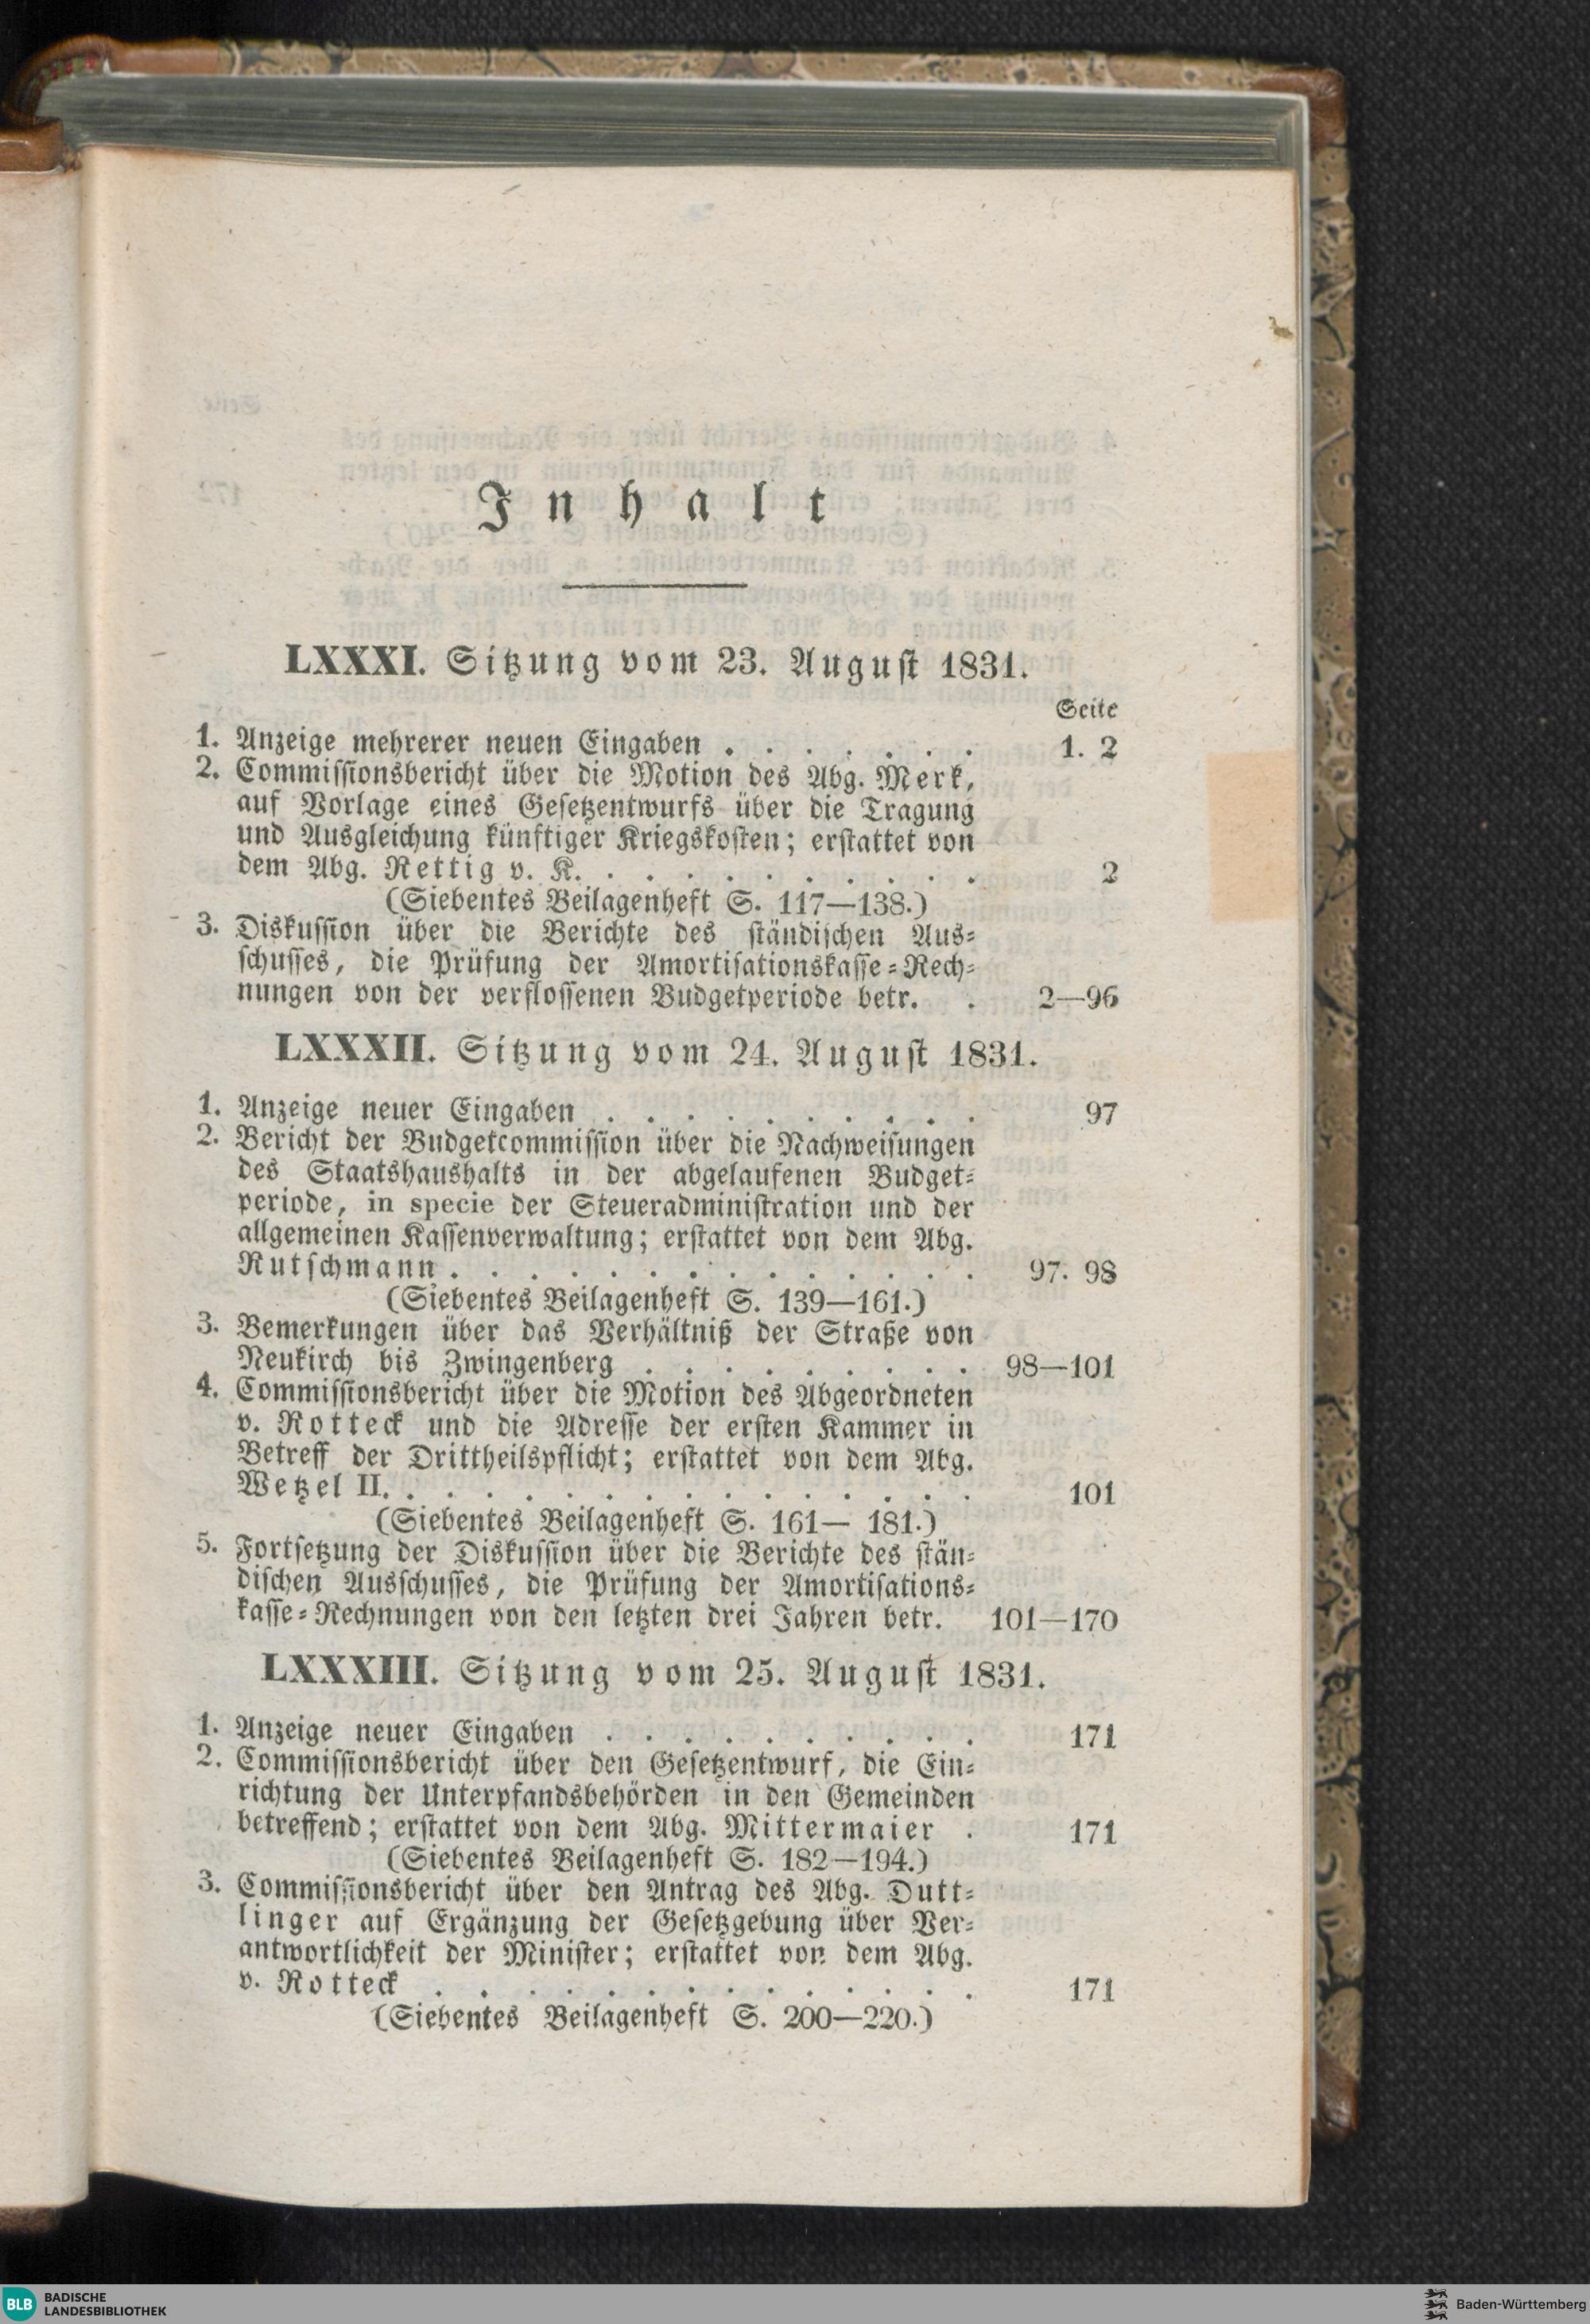 Inhalt
LXXXI. Sitzung vom 23. August 1831.
Seite
1. Anzeige mehrerer neuen Eingaben . . . . . . . 1. 2
2. Commissionsbericht über die Motion des Abg. Merk,
auf Vorlage eines Gesetzentwurfs über die Tragung
und Ausgleichung künftiger Kriegskosten; erstattet von
dem Abg. Rettig v. K. . . . . . . . . . . 2
(Siebentes Beilagenheft S. 117—138.)
3. Diskussion über die Berichte des ständischen Aus-
schusses, die Prüfung der Amortisationskasse-Rech-
nungen von der verflossenen Budgetperiode betr. . 2—96
LXXXII. Sitzung vom 24. August 1831.
1. Anzeige neuer Eingaben . . . . . . . . . . 97
2. Bericht der Budgetcommission über die Nachweisungen
des Staatshaushalts in der abgelaufenen Budget-
periode, in specie der Steueradministration und der
allgemeinen Kassenverwaltung; erstattet von dem Abg.
Rutschmann . . . . . . . . . . . . . . 97. 98
(Siebentes Beilagenheft S. 139—161.)
3. Bemerkungen über das Verhältniß der Straße von
Neukirch bis Zwingenberg . . . . . . . . . 98—101
4. Commissionsbericht über die Motion des Abgeordneten
v. Rotteck und die Adresse der ersten Kammer in
Betreff der Drittheilspflicht; erstattet von dem Abg.
Wetzel II. . . . . . . . . . . . . . . . 101
(Siebentes Beilagenheft S. 161— 181.)
5. Fortsetzung der Diskussion über die Berichte des stän-
dischen Ausschusses, die Prüfung der Amortisations-
kasse-Rechnungen von den letzten drei Jahren betr. 101—170
LXXXIII. Sitzung vom 25. August 1831.
1. Anzeige neuer Eingaben . . . . . . . . . . 171
2. Commissionsbericht über den Gesetzentwurf, die Ein-
richtung der Unterpfandsbehörden in den Gemeinden
betreffend; erstattet von dem Abg. Mittermaier . 171
(Siebentes Beilagenheft S. 182—194.)
3. Commissionsbericht über den Antrag des Abg. Dutt-
linger auf Ergänzung der Gesetzgebung über Ver-
antwortlichkeit der Minister; erstattet von dem Abg.
v. Rotteck . . . . . . . . . . . . . . 171
(Siebentes Beilagenheft S. 200—220.)
BLB BADISCHE
LANDESBIBLIOTHEK
Baden-Württemberg